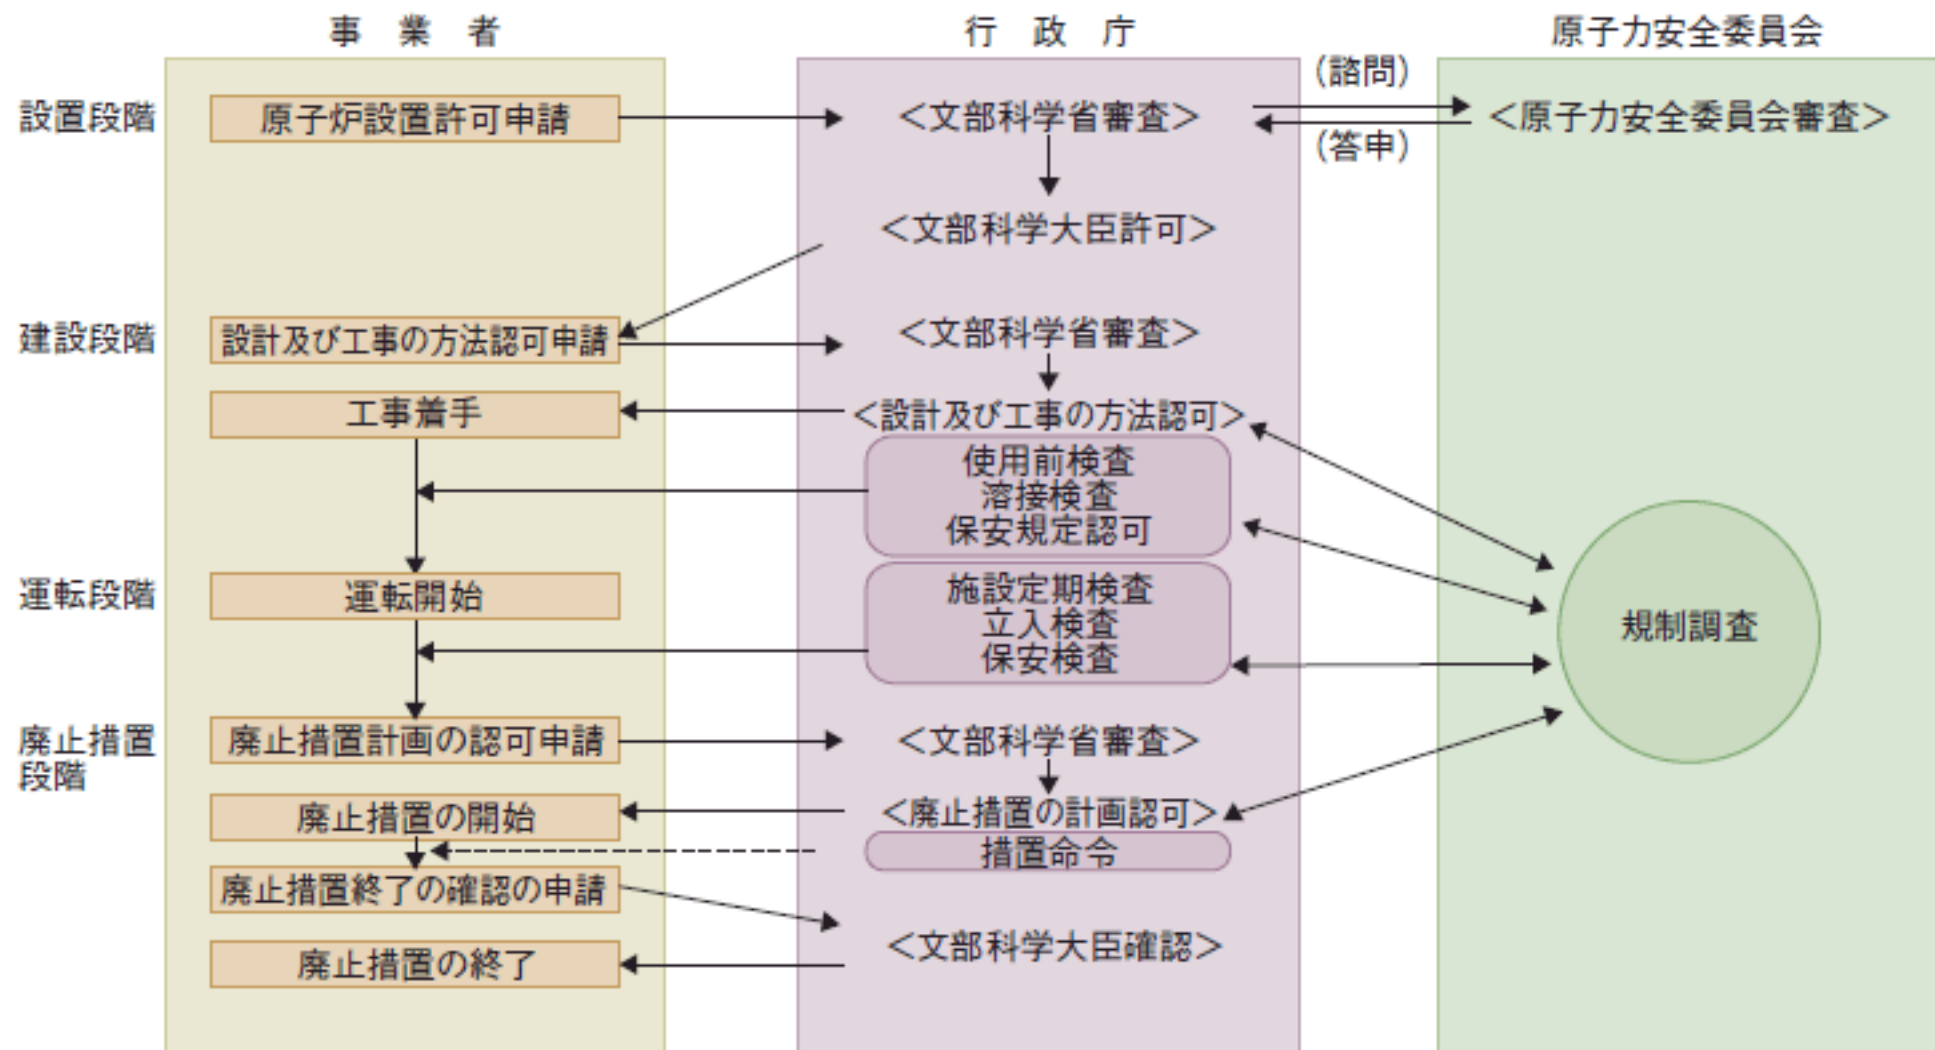 事 業 者
行 政 庁
原子力安全委員会
設置段階
原子炉設置許可申請
＜文部科学省審査＞
（諮問）
（答申）
＜原子力安全委員会審査＞
＜文部科学大臣許可＞
建設段階
設計及び工事の方法認可申請
＜文部科学省審査＞
工事着手
＜設計及び工事の方法認可＞
使用前検査
溶接検査
保安規定認可
運転段階
運転開始
施設定期検査
立入検査
保安検査
規制調査
廃止措置
段階
廃止措置計画の認可申請
＜文部科学省審査＞
廃止措置の開始
＜廃止措置の計画認可＞
措置命令
廃止措置終了の確認の申請
＜文部科学大臣確認＞
廃止措置の終了